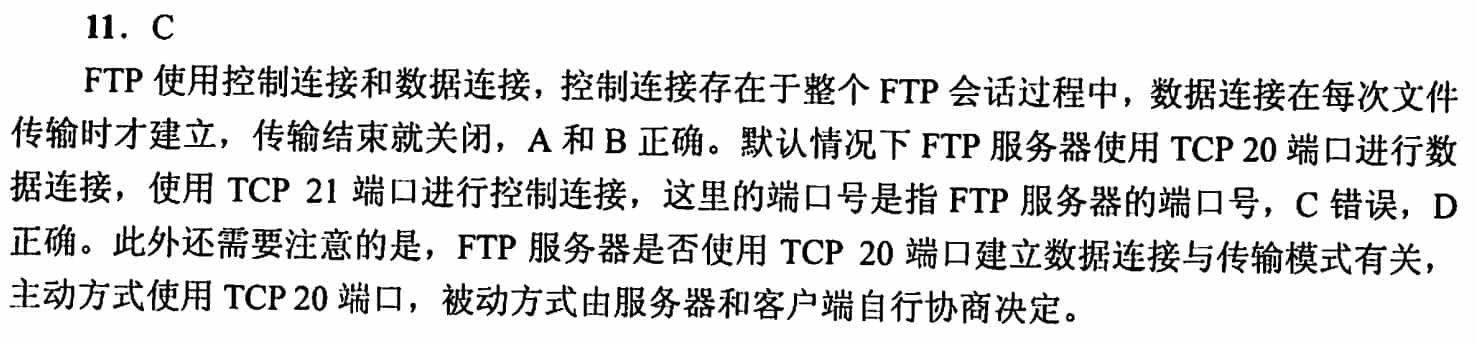 11. C
FTP 使用控制连接和数据连接，控制连接存在于整个 FTP 会话过程中，数据连接在每次文件
传输时才建立，传输结束就关闭，A 和 B 正确。默认情况下 FTP 服务器使用 TCP 20 端口进行数
据连接，使用 TCP 21 端口进行控制连接，这里的端口号是指 FTP 服务器的端口号，C 错误，D
正确。此外还需要注意的是，FTP 服务器是否使用 TCP 20 端口建立数据连接与传输模式有关，
主动方式使用 TCP 20 端口，被动方式由服务器和客户端自行协商决定。